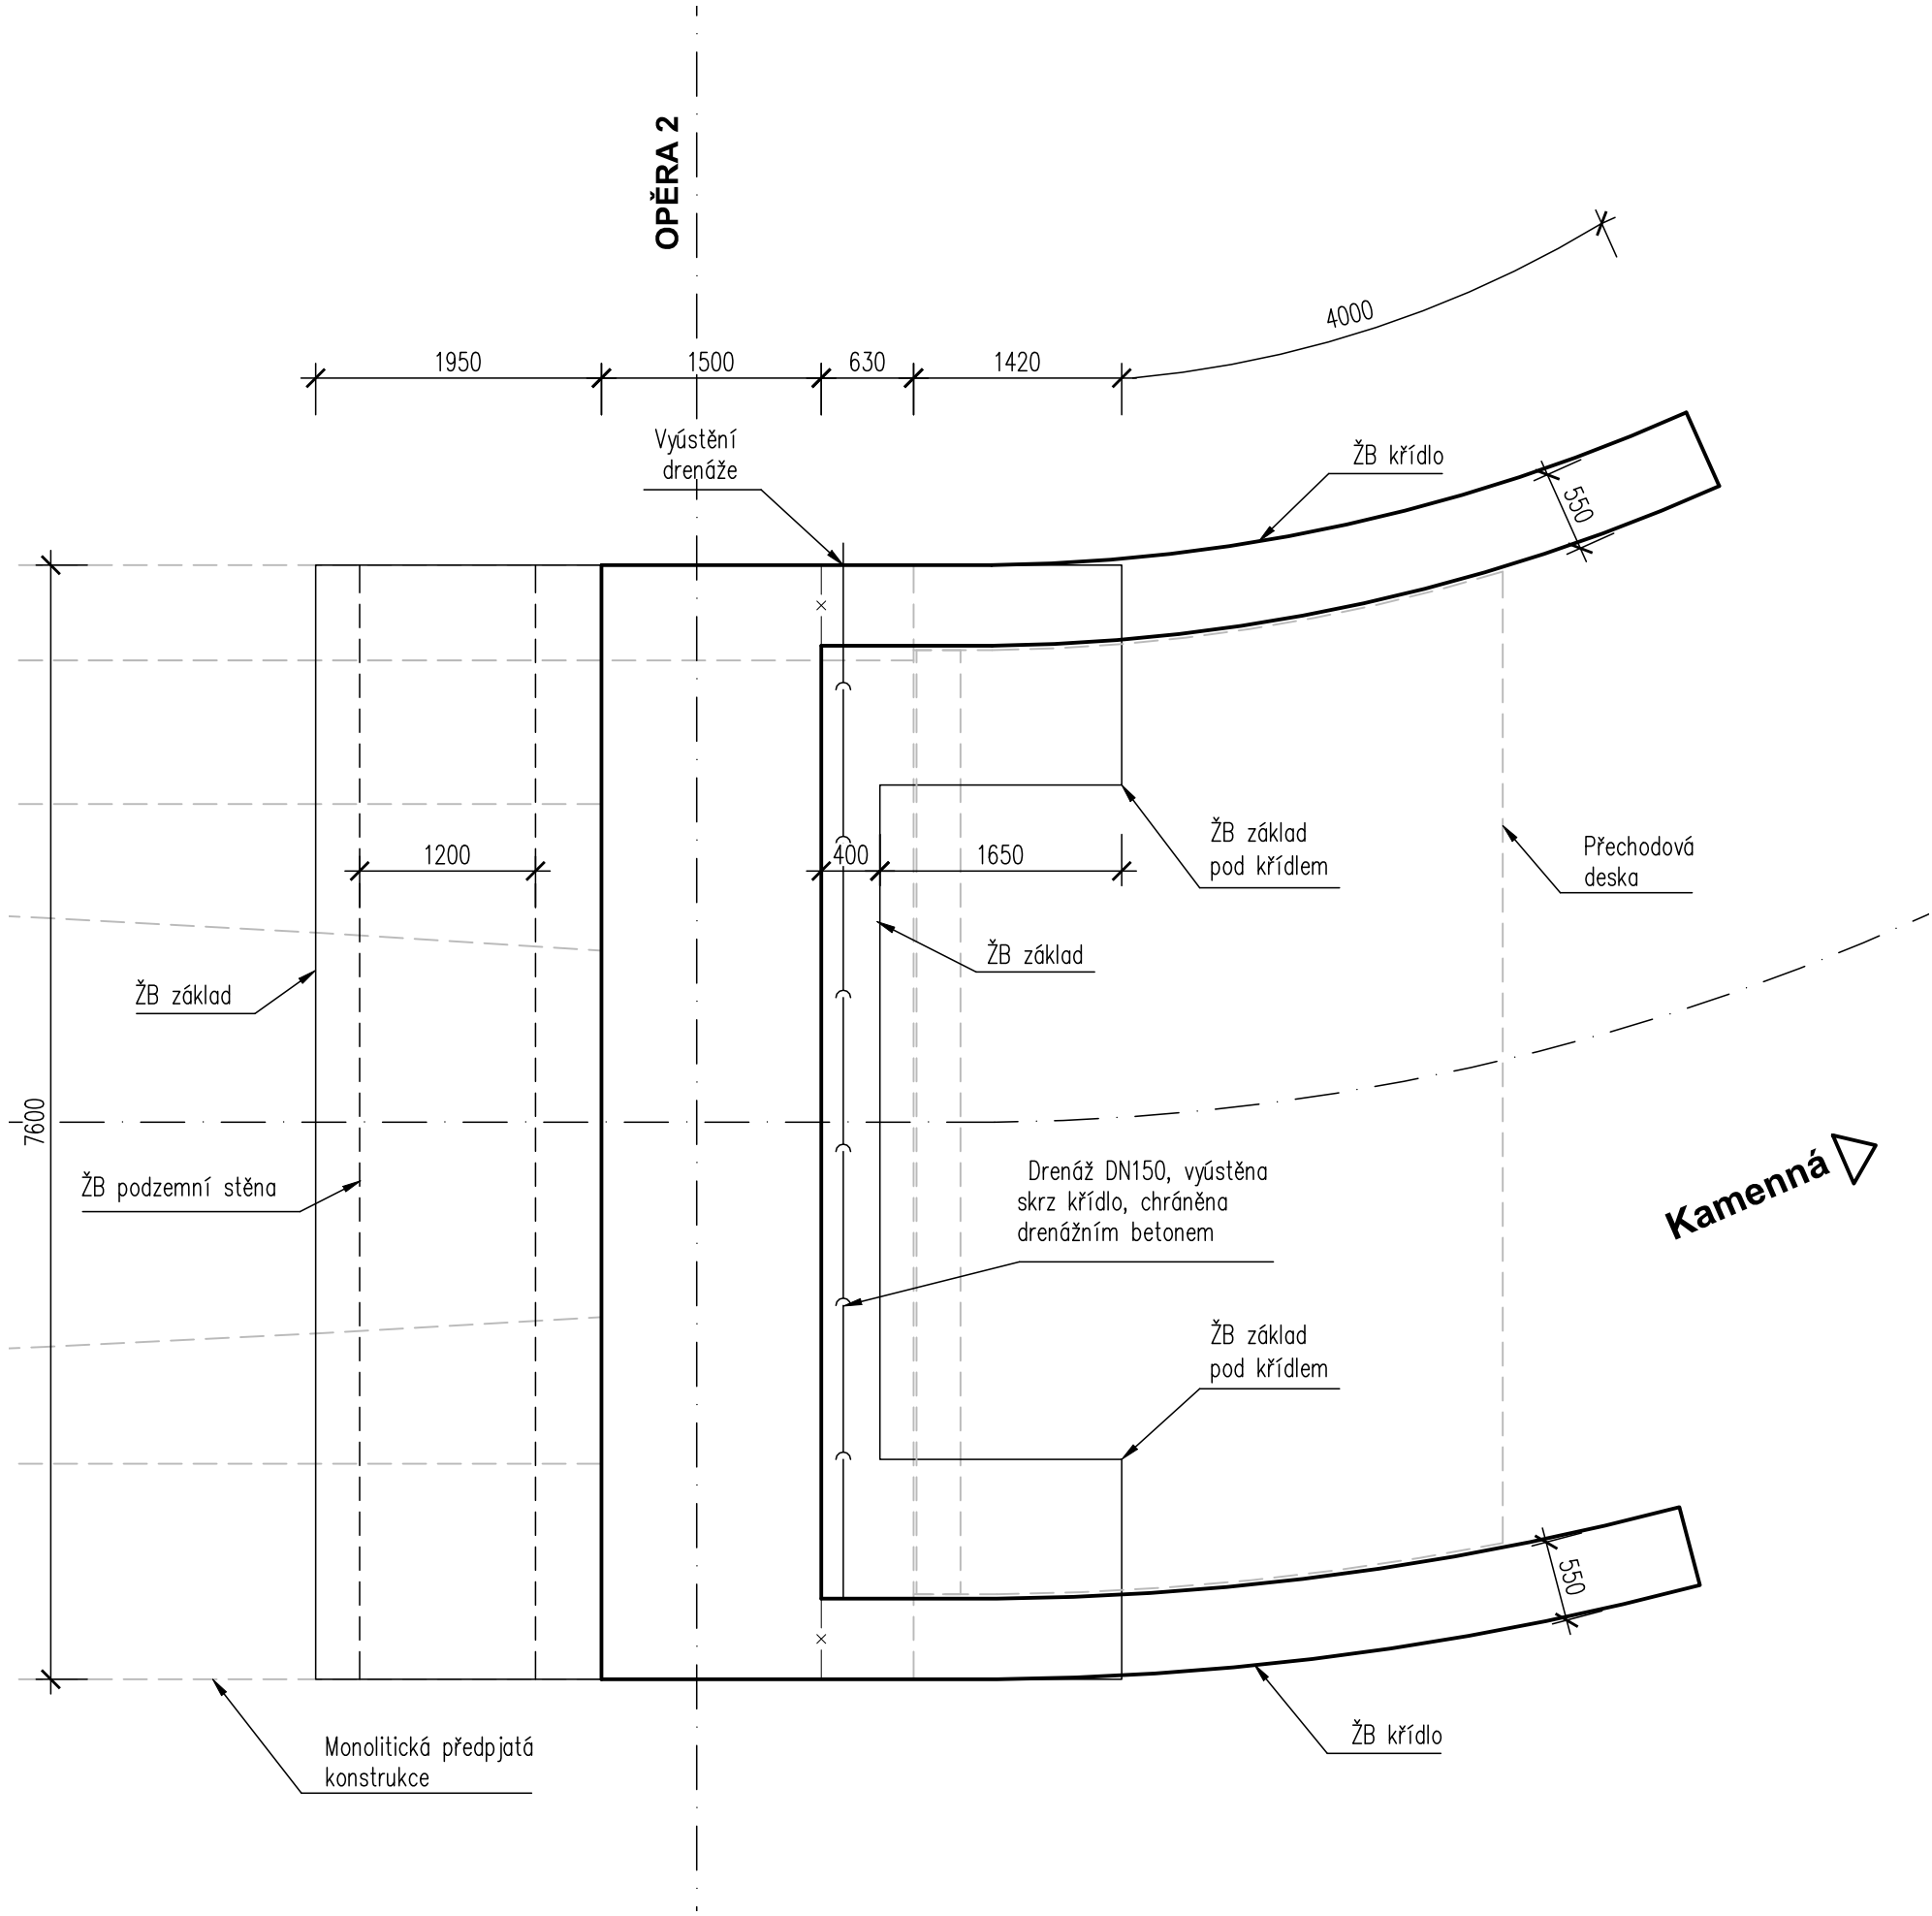 OPĚRA 2
4000
1950
1500
630
1420
Vyústění
drenáže
ŽB křídlo
550
ŽB základ
pod křídlem
Přechodová
deska
1200
400
1650
ŽB základ
ŽB základ
7600
ŽB podzemní stěna
Drenáž DN150, vyústěna
skrz křídlo, chráněna
drenážním betonem
Kamenná
ŽB základ
pod křídlem
550
ŽB křídlo
Monolitická předpjatá
konstrukce